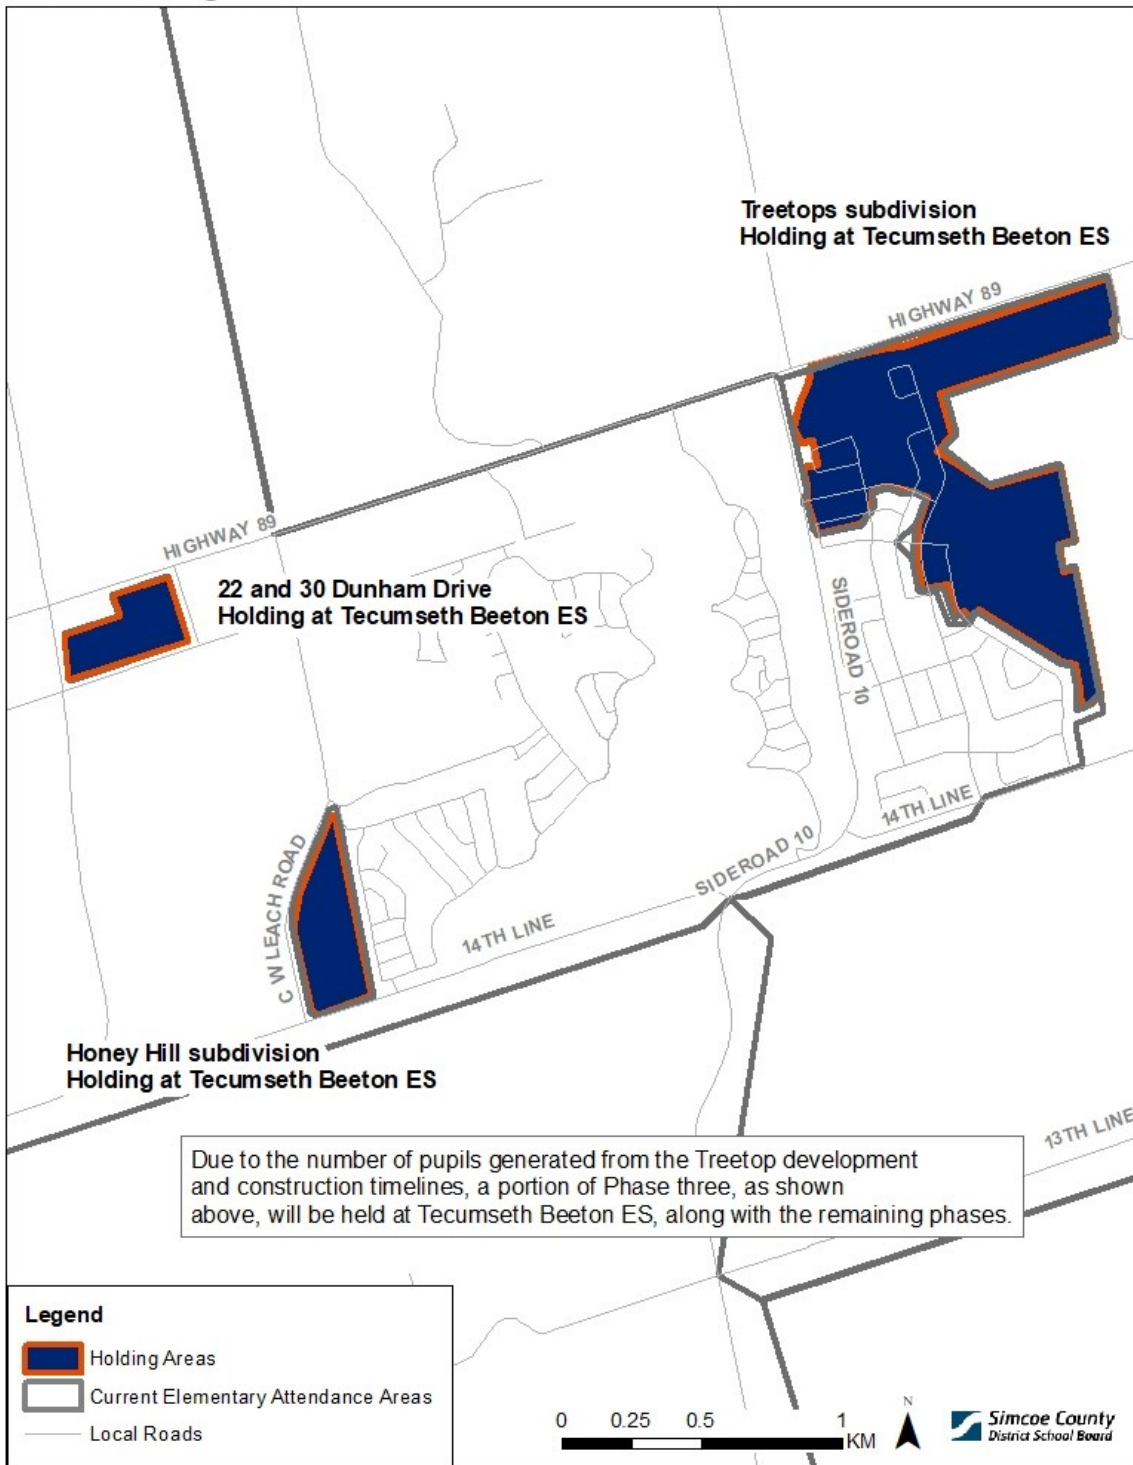 Treetops subdivision
Holding at Tecumseth Beeton ES
HIGHWAY 89
HIGHWAY 89
22 and 30 Dunham Drive
Holding at Tecumseth Beeton ES
SIDEROAD 10
14TH LINE
C W LEACH ROAD
SIDEROAD 10
14TH LINE
Honey Hill subdivision
Holding at Tecumseth Beeton ES
13TH LINE
Due to the number of pupils generated from the Treetop development
and construction timelines, a portion of Phase three, as shown
above, will be held at Tecumseth Beeton ES, along with the remaining phases.
Legend
Holding Areas
Current Elementary Attendance Areas
Local Roads
0 0.25 0.5 1
KM
N
Simcoe County
District School Board